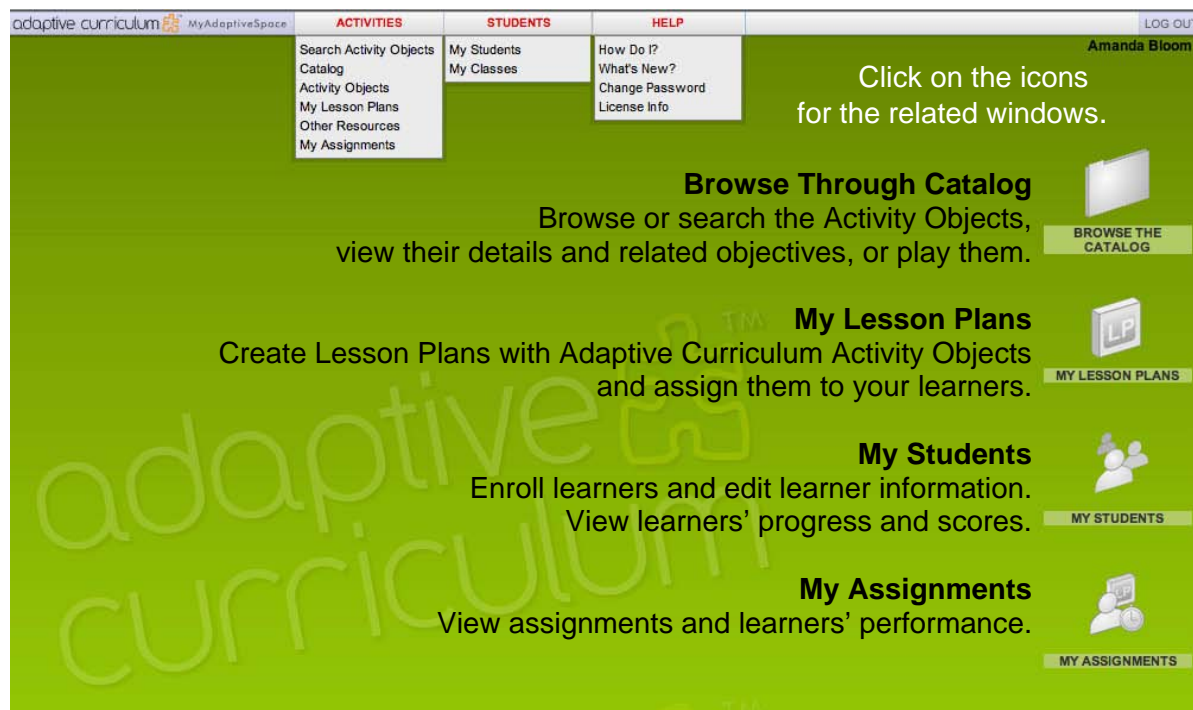 adaptive curriculum MyAdaptiveSpace ACTIVITIES STUDENTS HELP LOG OUT
Amanda Bloom
Search Activity Objects
Catalog
Activity Objects
My Lesson Plans
Other Resources
My Assignments
My Students
My Classes
How Do I?
What's New?
Change Password
License Info
Click on the icons
for the related windows.
Browse Through Catalog
Browse or search the Activity Objects,
view their details and related objectives, or play them.
BROWSE THE
CATALOG
My Lesson Plans
Create Lesson Plans with Adaptive Curriculum Activity Objects
and assign them to your learners.
LP
MY LESSON PLANS
My Students
Enroll learners and edit learner information.
View learners’ progress and scores.
MY STUDENTS
My Assignments
View assignments and learners’ performance.
LP
MY ASSIGNMENTS
adaptive TM
curriculum